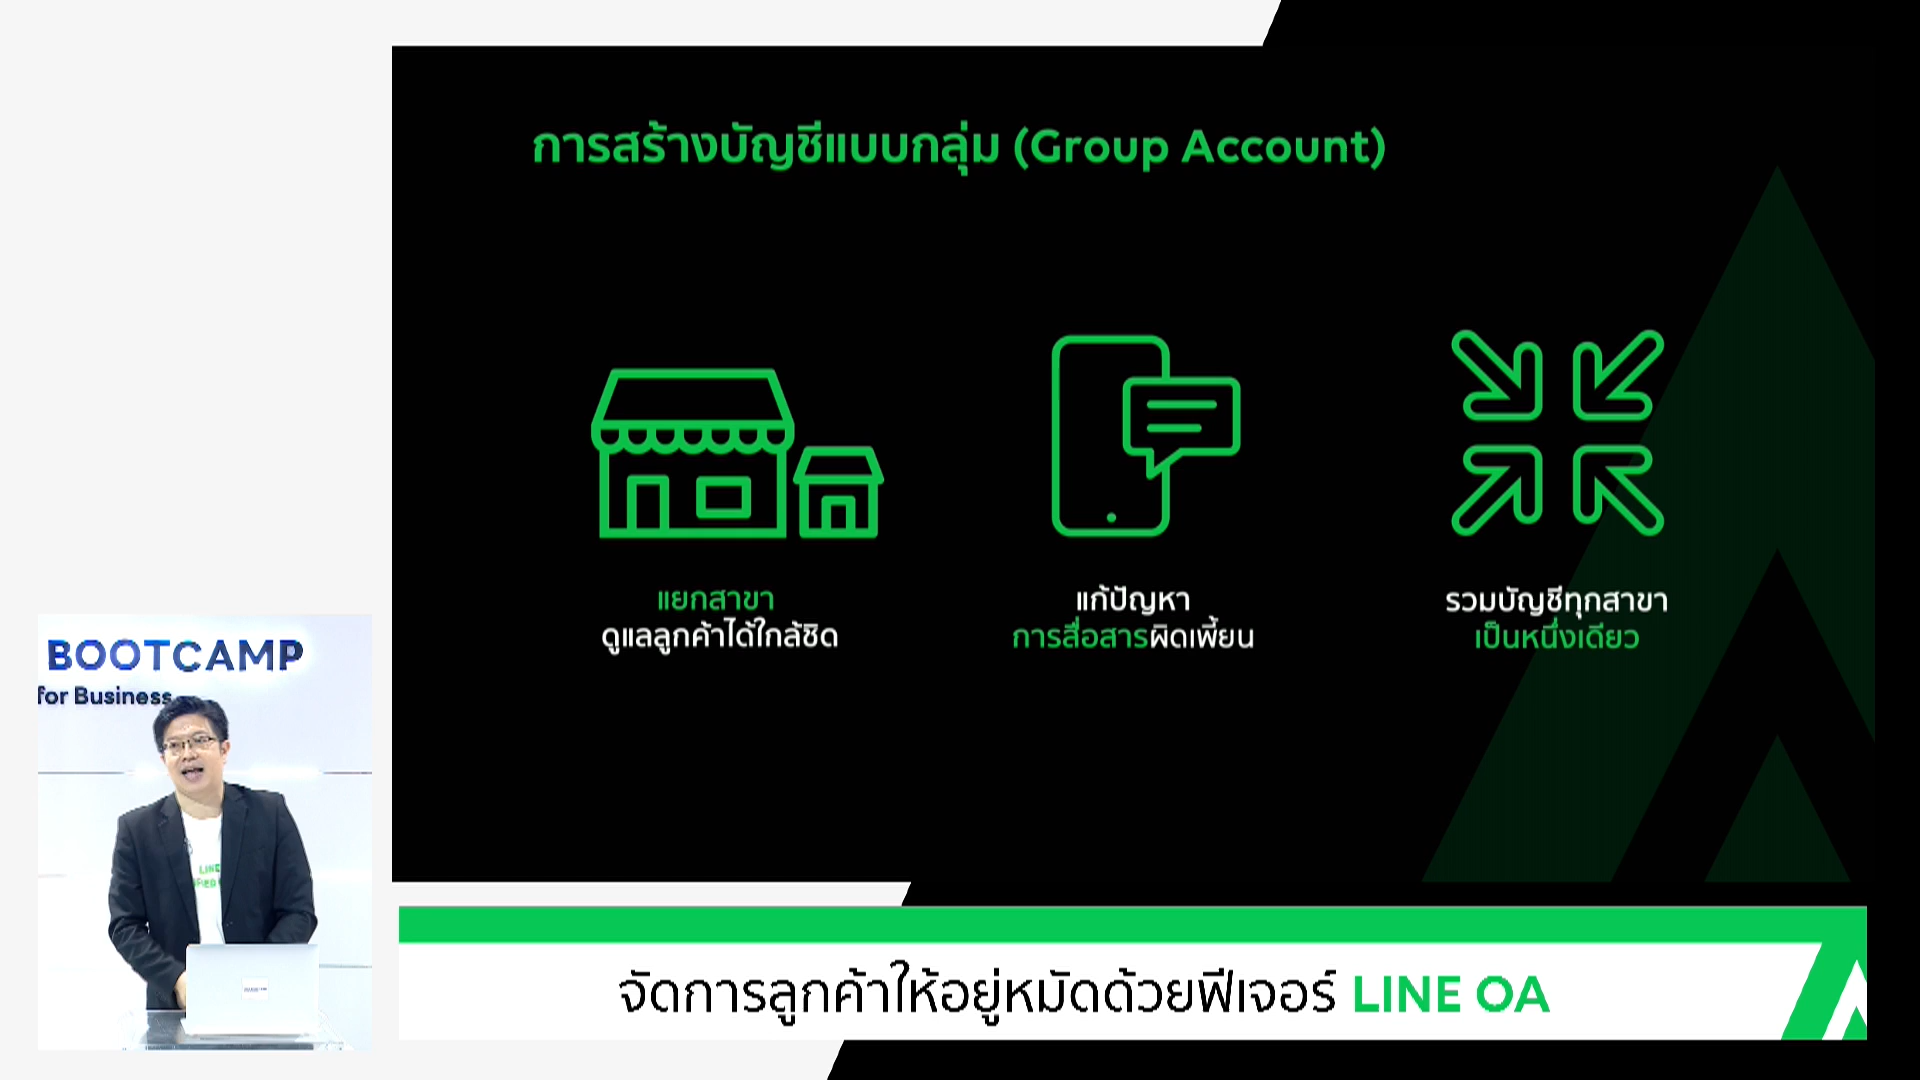 การสร้างบัญชีแบบกลุ่ม (Group Account)
แยกสาขา
ดูแลลูกค้าได้ใกล้ชิด
แก้ปัญหา
การสื่อสารผิดเพี้ยน
รวมบัญชีทุกสาขา
เป็นหนึ่งเดียว
BOOTCAMP
for Business
LINE
จัดการลูกค้าให้อยู่หมัดด้วยฟีเจอร์ LINE OA